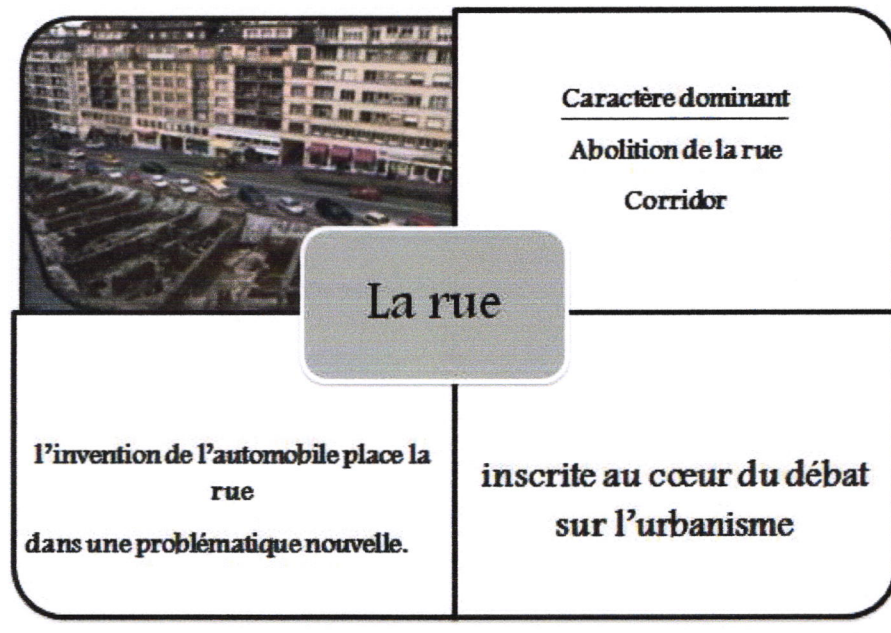 Caractère dominant
Abolition de la rue
Corridor
La rue
l'invention de l'automobile place la
rue
dans une problématique nouvelle.
inscrite au cœur du débat
sur l'urbanisme